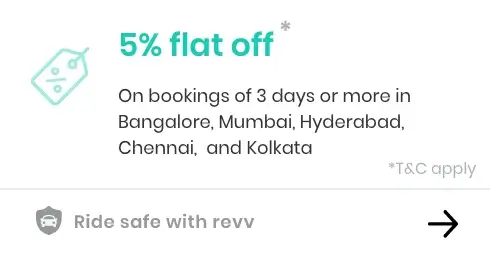 5% flat off*
On bookings of 3 days or more in
Bangalore, Mumbai, Hyderabad,
Chennai,  and Kolkata
*T&C apply
Ride safe with revv